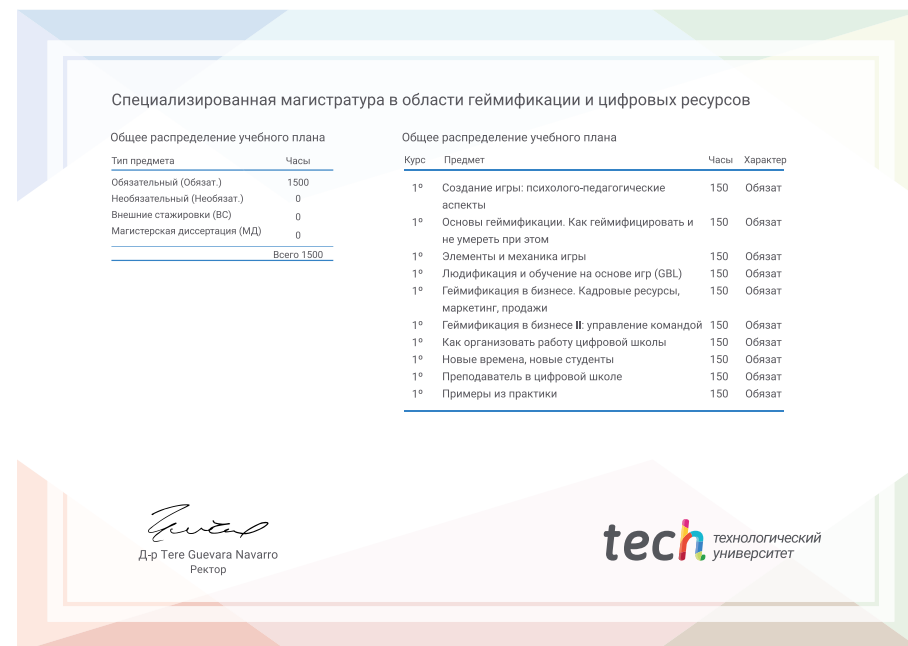 Специализированная магистратура в области геймификации и цифровых ресурсов
Общее распределение учебного плана
Тип предмета Часы
Обязательный (Обязат.) 1500
Необязательный (Необязат.) 0
Внешние стажировки (ВС) 0
Магистерская диссертация (МД) 0
Всего 1500
Общее распределение учебного плана
Курс Предмет Часы Характер
1º Создание игры: психолого-педагогические 150 Обязат
аспекты
1º Основы геймификации. Как геймифицировать и 150 Обязат
не умереть при этом
1º Элементы и механика игры 150 Обязат
1º Людификация и обучение на основе игр (GBL) 150 Обязат
1º Геймификация в бизнесе. Кадровые ресурсы, 150 Обязат
маркетинг, продажи
1º Геймификация в бизнесе II: управление командой 150 Обязат
1º Как организовать работу цифровой школы 150 Обязат
1º Новые времена, новые студенты 150 Обязат
1º Преподаватель в цифровой школе 150 Обязат
1º Примеры из практики 150 Обязат
Д-р Tere Guevara Navarro
Ректор
tech технологический
университет